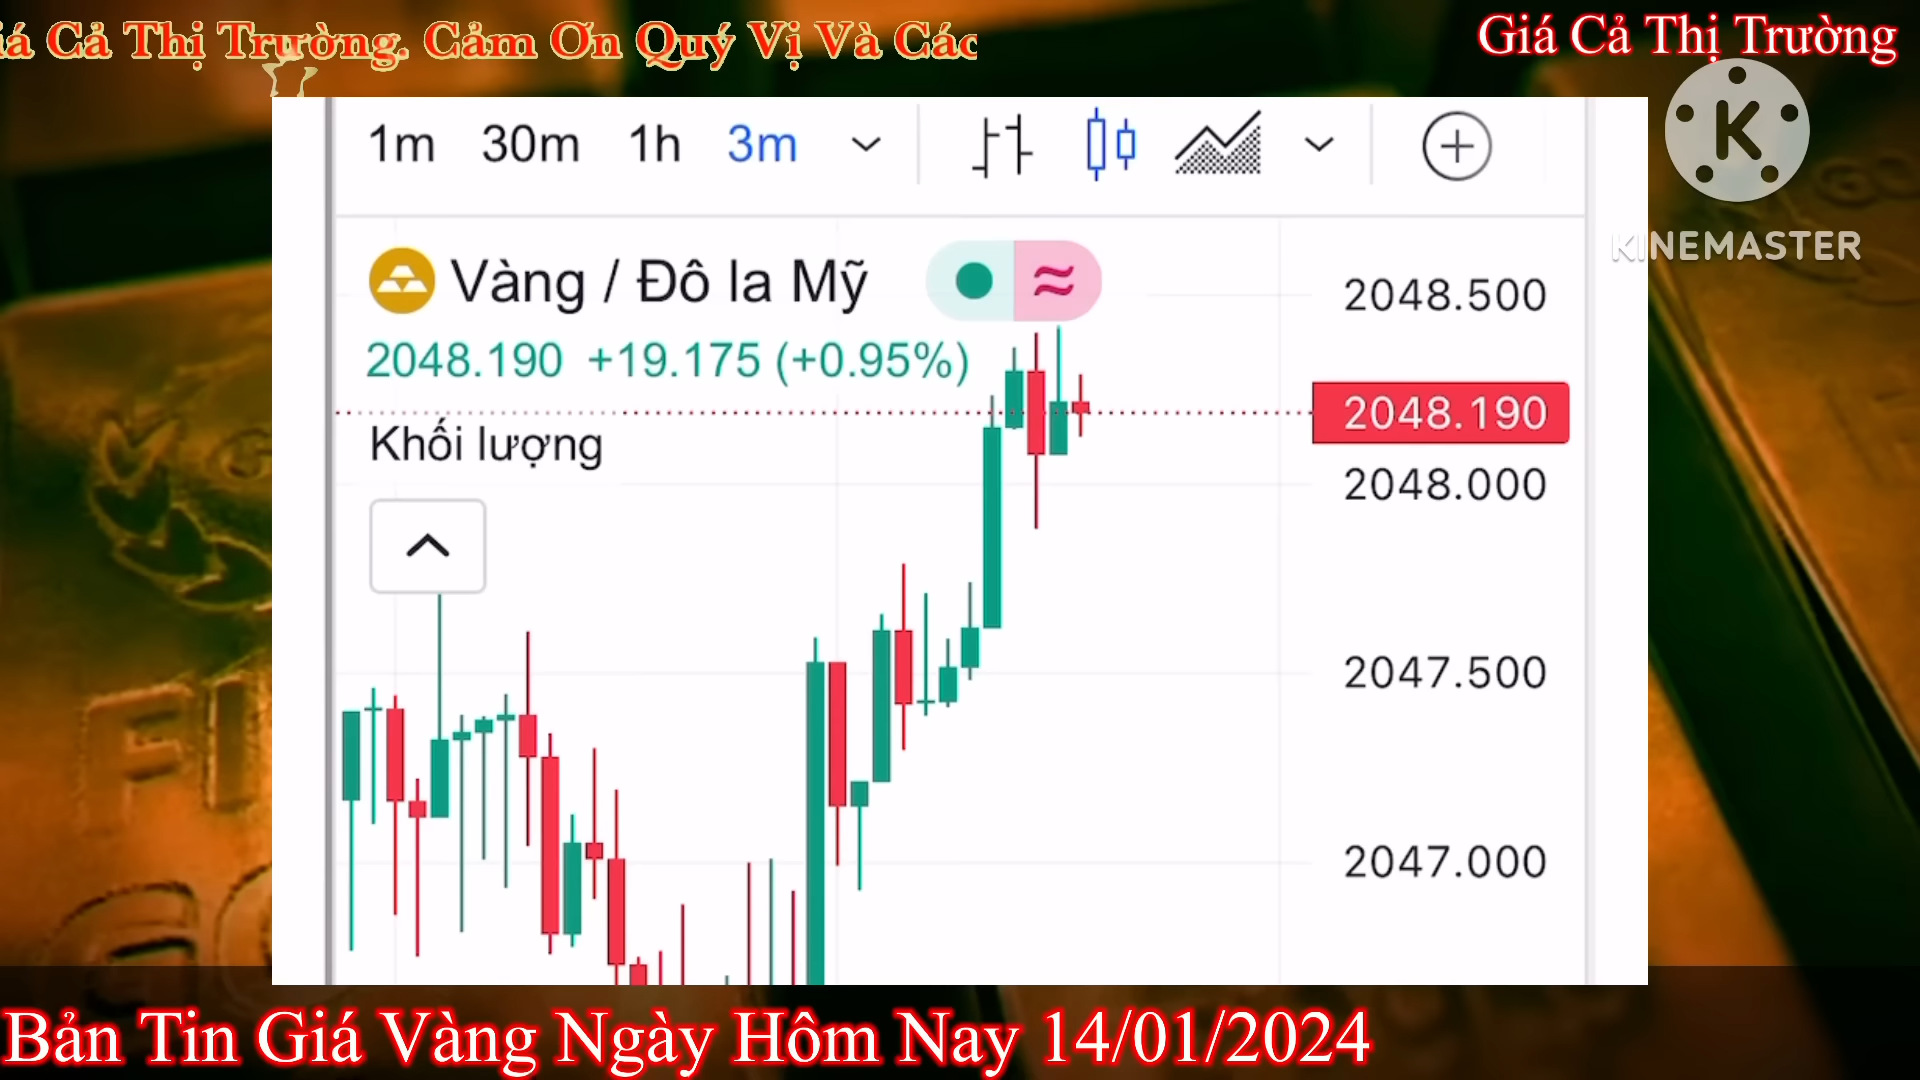 Cả Thị Trường. Cảm Ơn Quý Vị Và
Giá Cả Thị Trường
K
KINEMASTER
1m 30m 1h 3m
Vàng / Đô la Mỹ
2048.190 +19.175 (+0.95%)
Khối lượng
2048.500
2048.190
2048.000
2047.500
2047.000
Bản Tin Giá Vàng Ngày Hôm Nay 14/01/2024